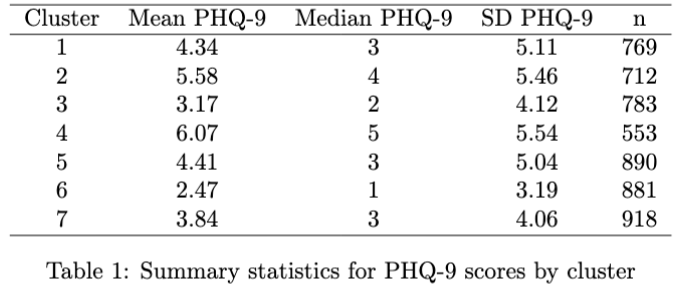 Cluster Mean PHQ-9 Median PHQ-9 SD PHQ-9 n
1 4.34 3 5.11 769
2 5.58 4 5.46 712
3 3.17 2 4.12 783
4 6.07 5 5.54 553
5 4.41 3 5.04 890
6 2.47 1 3.19 881
7 3.84 3 4.06 918
Table 1: Summary statistics for PHQ-9 scores by cluster